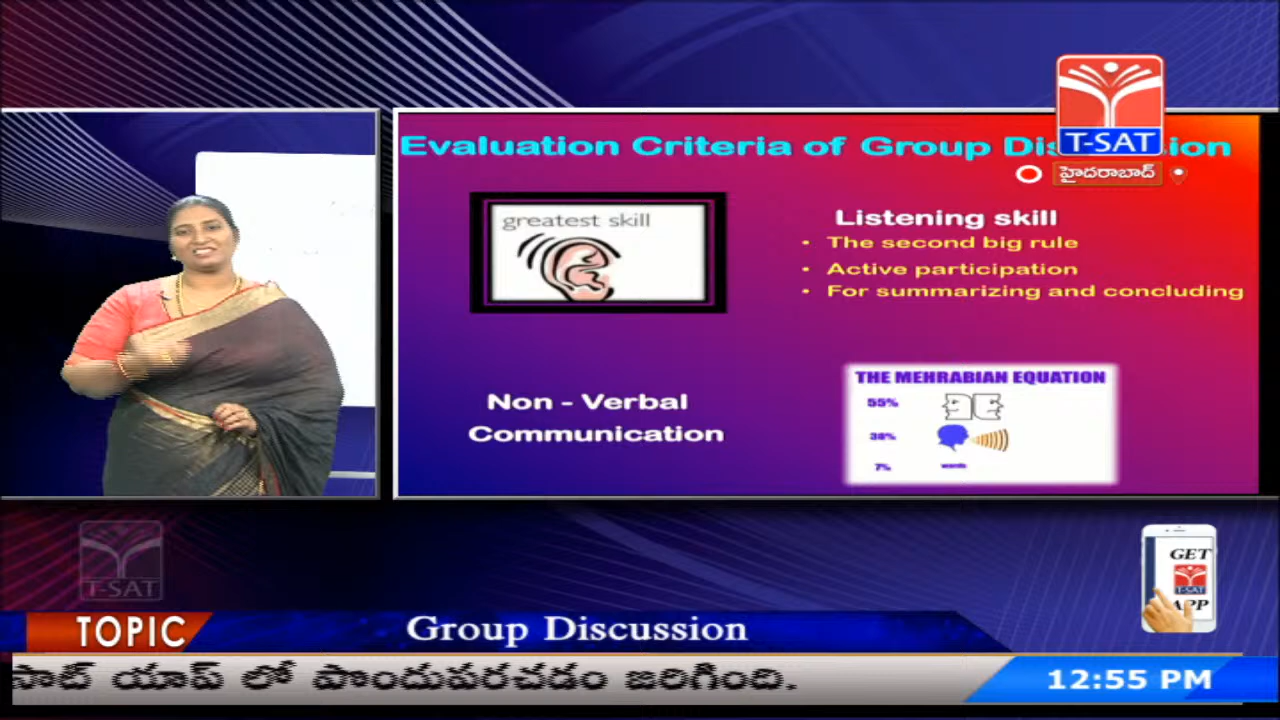 Evaluation Criteria of Group Dis sion
T-SAT
హైదరాబాద్
greatest skill
Listening skill
• The second big rule
• Active participation
• For summarizing and concluding
Non - Verbal
Communication
THE MEHRABIAN EQUATION
55%
38%
7% words
T-SAT
GET
T-SAT
APP
TOPIC
Group Discussion
సాట్ యాప్ లో పొందుపరచడం జరిగింది.
12:55 PM